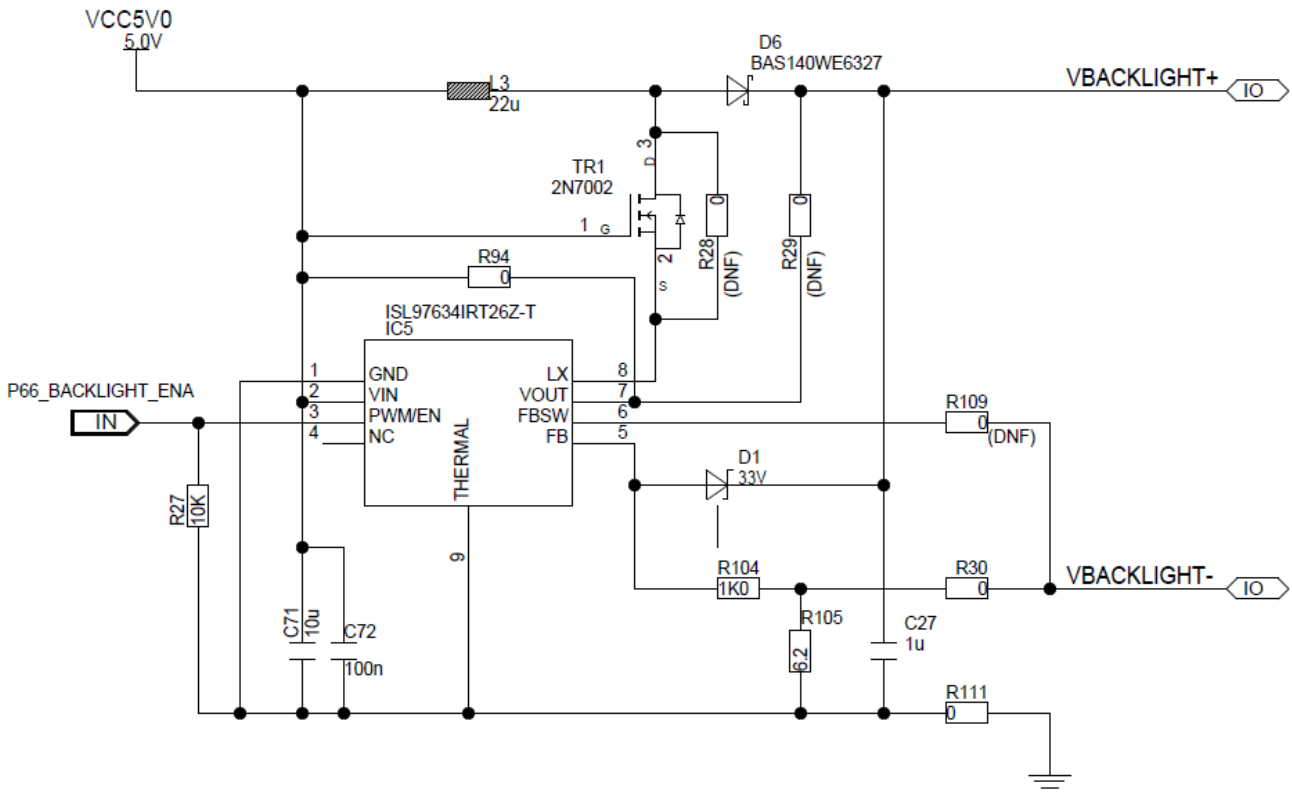 VCC5V0
5.0V
L3
22u
D6
BAS140WE6327
VBACKLIGHT+
IO
3
D
TR1
2N7002
1
G
2
S
0
R28
(DNF)
0
R29
(DNF)
R94
0
ISL97634IRT26Z-T
IC5
P66_BACKLIGHT_ENA
IN
1
GND
LX
8
2
VIN
VOUT
7
3
PWM/EN
FBSW
6
4
NC
FB
5
THERMAL
9
R109
0
(DNF)
D1
33V
R27
10K
R104
1K0
R30
0
VBACKLIGHT-
IO
R105
6.2
C27
1u
C71
10u
C72
100n
R111
0